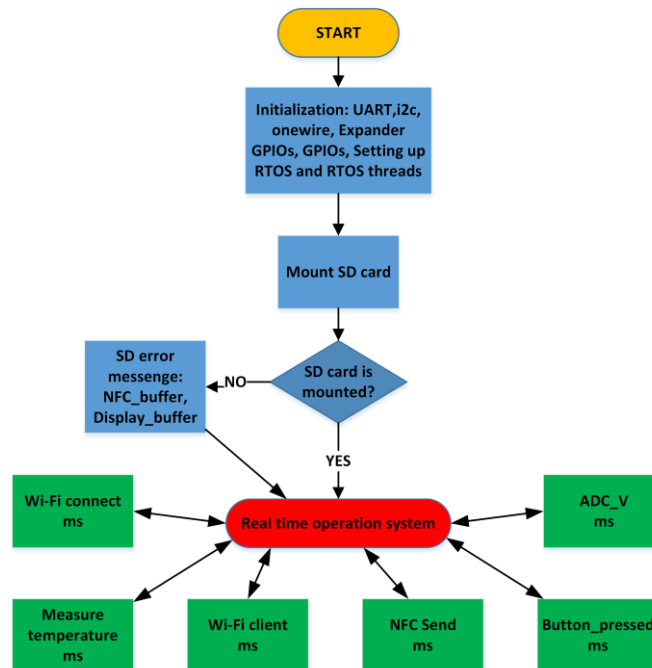 START
Initialization: UART,i2c,
onewire, Expander
GPIOs, GPIOs, Setting up
RTOS and RTOS threads
Mount SD card
SD card is
mounted?
NO
SD error
messenge:
NFC_buffer,
Display_buffer
YES
Wi-Fi connect
ms
Real time operation system
ADC_V
ms
Measure
temperature
ms
Wi-Fi client
ms
NFC Send
ms
Button_pressed
ms